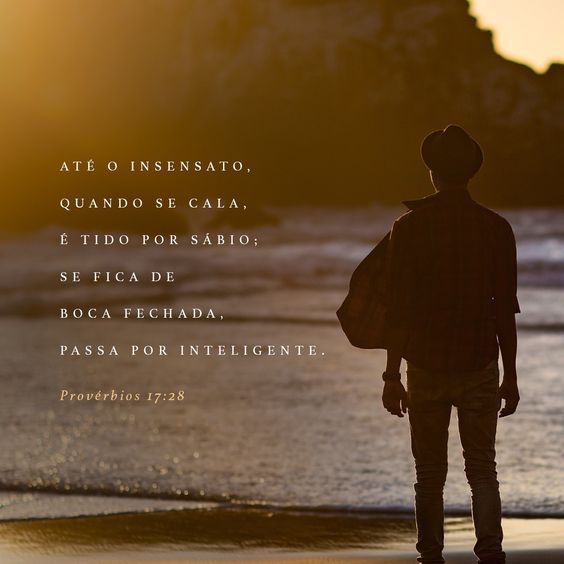 ATÉ O INSENSATO,
QUANDO SE CALA,
É TIDO POR SÁBIO;
SE FICA DE
BOCA FECHADA,
PASSA POR INTELIGENTE.
Provérbios 17:28